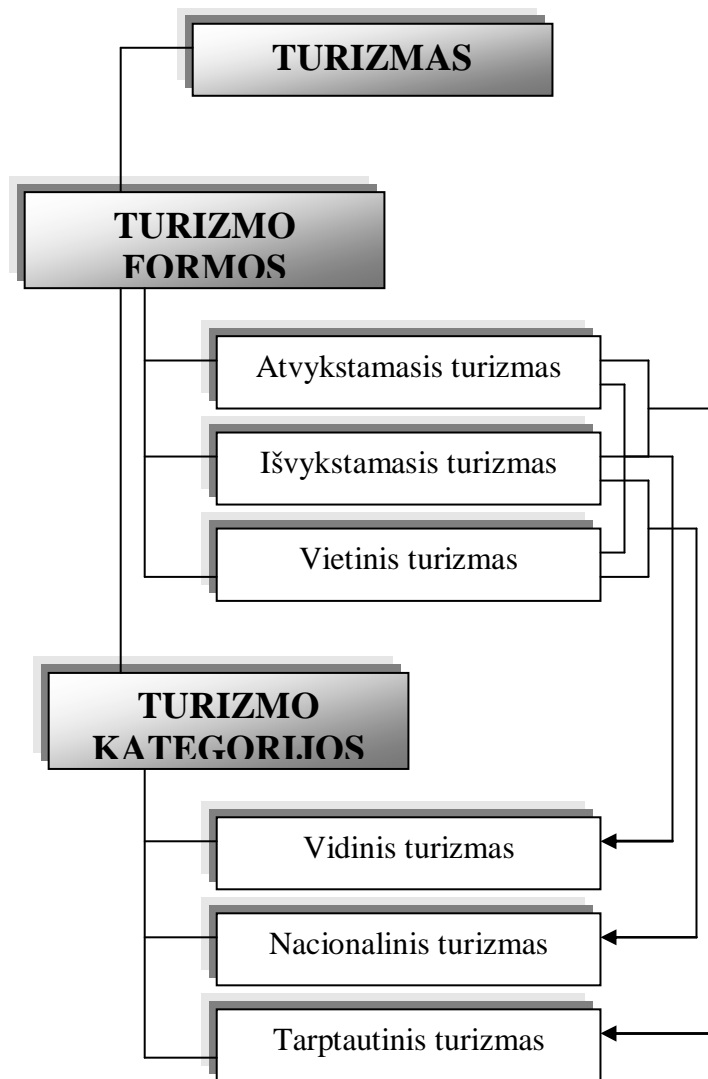 TURIZMAS
TURIZMO
FORMOS
Atvykstamasis turizmas
Išvykstamasis turizmas
Vietinis turizmas
TURIZMO
KATEGORIJOS
Vidinis turizmas
Nacionalinis turizmas
Tarptautinis turizmas